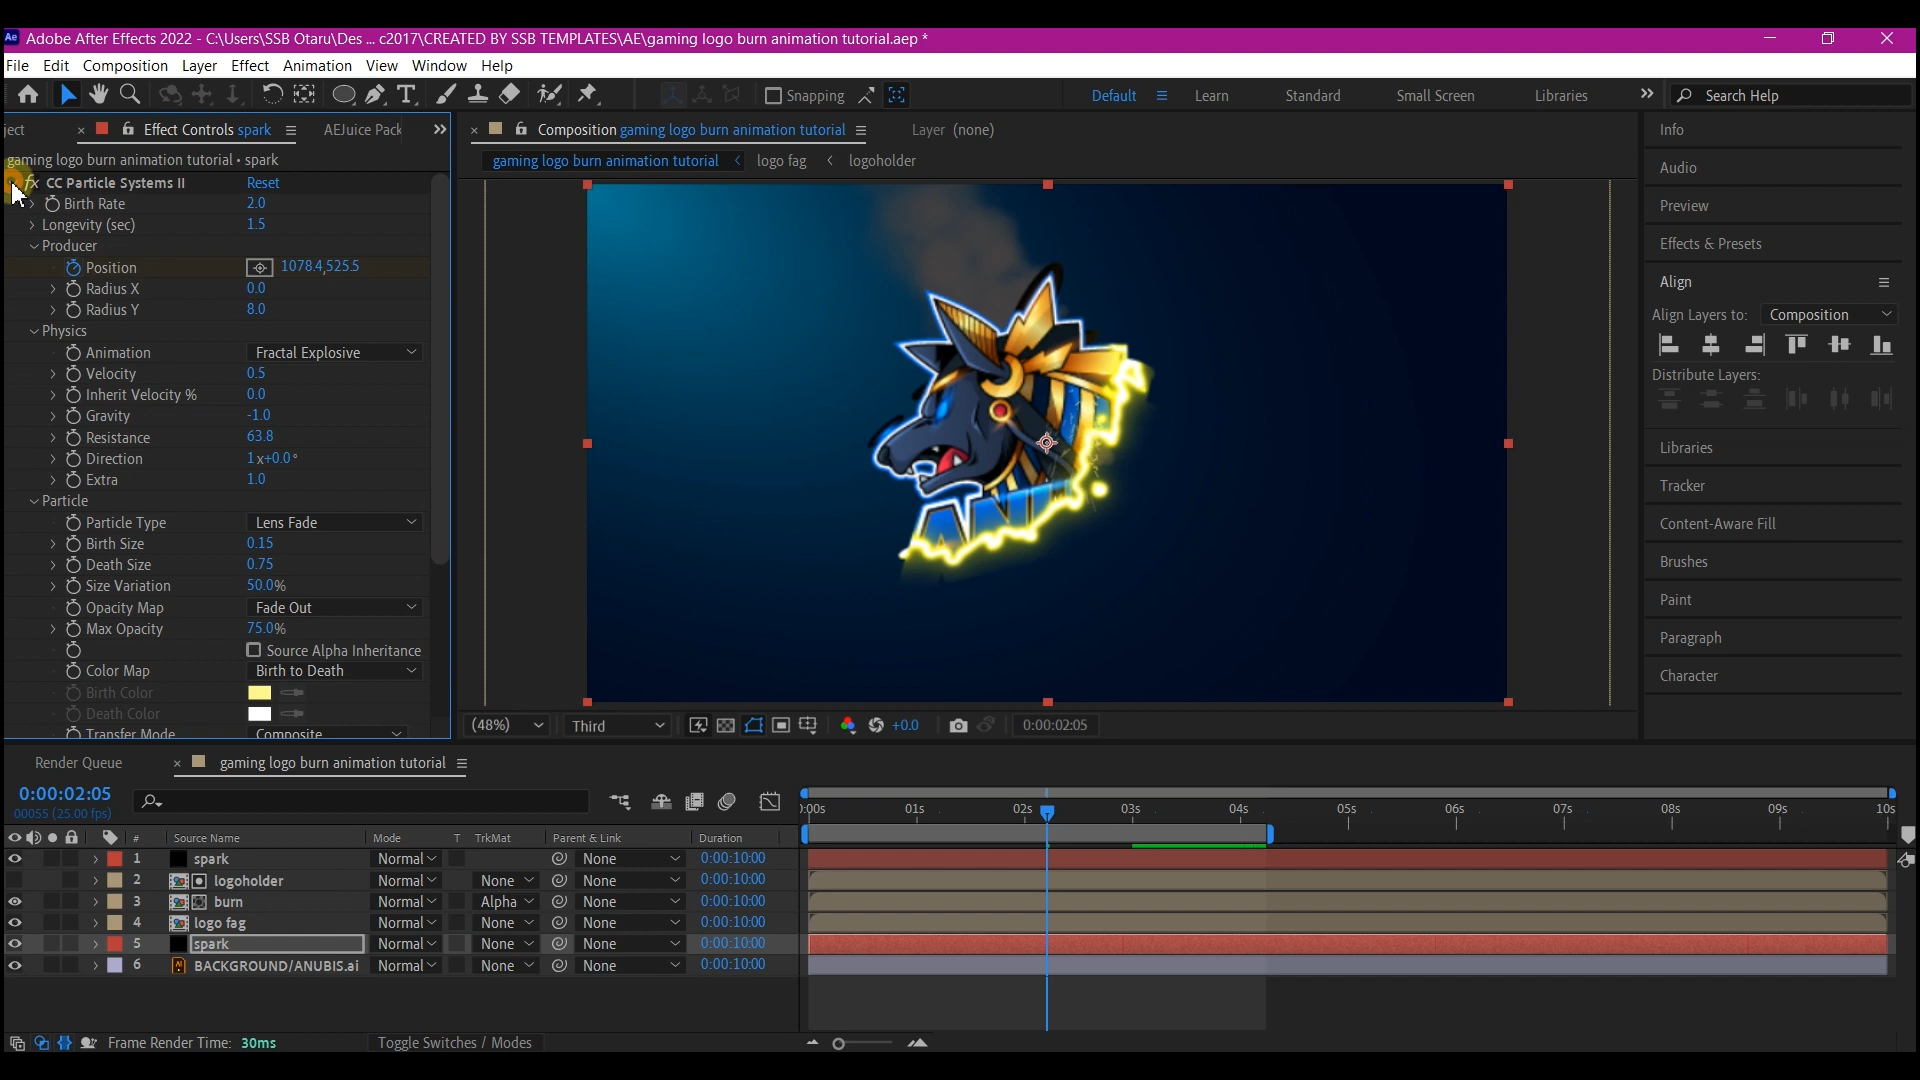 Ae Adobe After Effects 2022 - C:\Users\SSB Otaru\Des ... c2017\CREATED BY SSB TEMPLATES\AE\gaming logo burn animation tutorial.aep *
File Edit Composition Layer Effect Animation View Window Help
Snapping Default Learn Standard Small Screen Libraries Search Help
ject Effect Controls spark AEJuice Pack Composition gaming logo burn animation tutorial Layer (none) Info
gaming logo burn animation tutorial • spark
gaming logo burn animation tutorial logo fag logoholder
Audio
fx CC Particle Systems II Reset
Birth Rate 2.0
Preview
Longevity (sec) 1.5
Producer
Effects & Presets
Position 1078.4,525.5
Align
Radius X 0.0
Radius Y 8.0
Align Layers to: Composition
Physics
Animation Fractal Explosive
Velocity 0.5
Distribute Layers:
Inherit Velocity % 0.0
Gravity -1.0
Resistance 63.8
Libraries
Direction 1x+0.0°
Extra 1.0
Tracker
Particle
Particle Type Lens Fade
Content-Aware Fill
Birth Size 0.15
Death Size 0.75
Brushes
Size Variation 50.0%
Opacity Map Fade Out
Paint
Max Opacity 75.0%
Paragraph
Source Alpha Inheritance
Color Map Birth to Death
Character
Birth Color
Death Color
Transfer Mode Composite
(48%) Third +0.0 0:00:02:05
AN
Render Queue gaming logo burn animation tutorial
0:00:02:05
00055 (25.00 fps)
):00s 01s 02s 03s 04s 05s 06s 07s 08s 09s 10s
# Source Name Mode T TrkMat Parent & Link Duration
1 spark Normal None 0:00:10:00
2 logoholder Normal None None 0:00:10:00
3 burn Normal Alpha None 0:00:10:00
4 logo fag Normal None None 0:00:10:00
5 spark Normal None None 0:00:10:00
6 BACKGROUND/ANUBIS.ai Normal None None 0:00:10:00
Frame Render Time: 30ms Toggle Switches / Modes